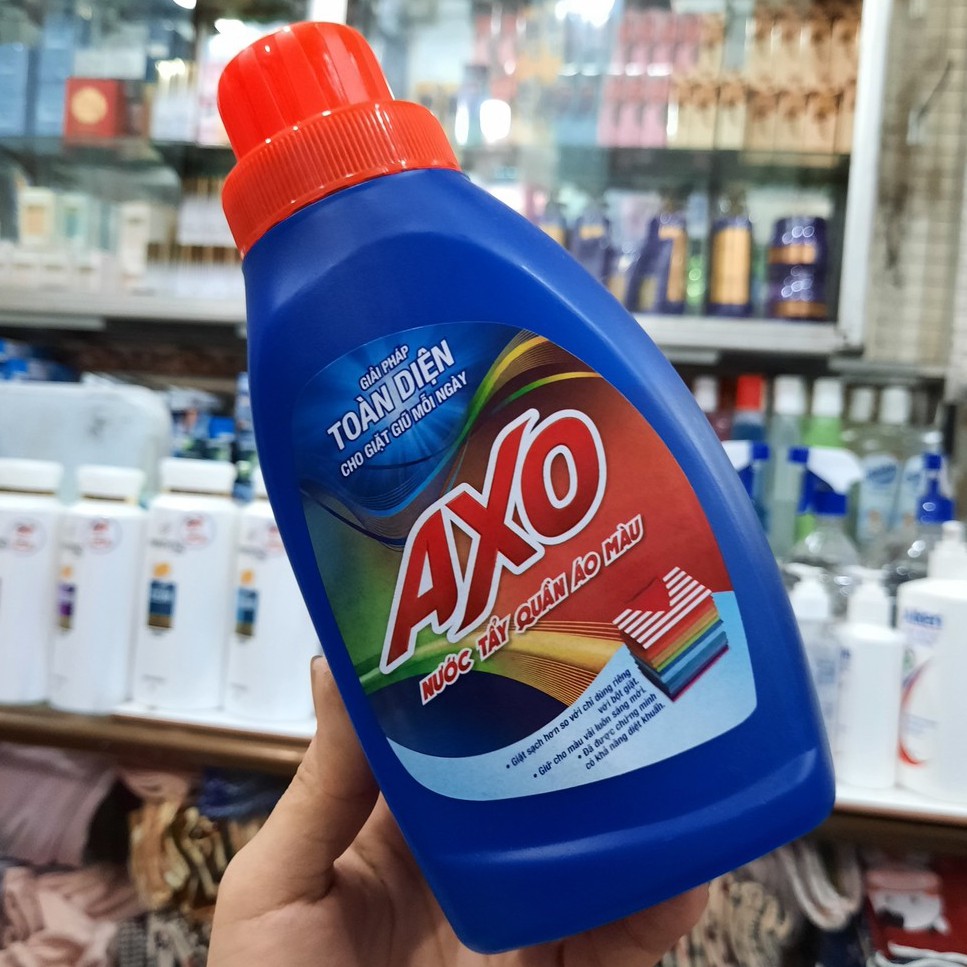 GIẢI PHÁP
TOÀN DIỆN
CHO GIẶT GIŨ MỖI NGÀY
AXO
NƯỚC TẨY QUẦN ÁO MÀU
• Giặt sạch hơn so với chỉ dùng riêng
với bột giặt.
• Giữ cho màu vải luôn sáng mới.
• Đã được chứng minh
có khả năng diệt khuẩn.